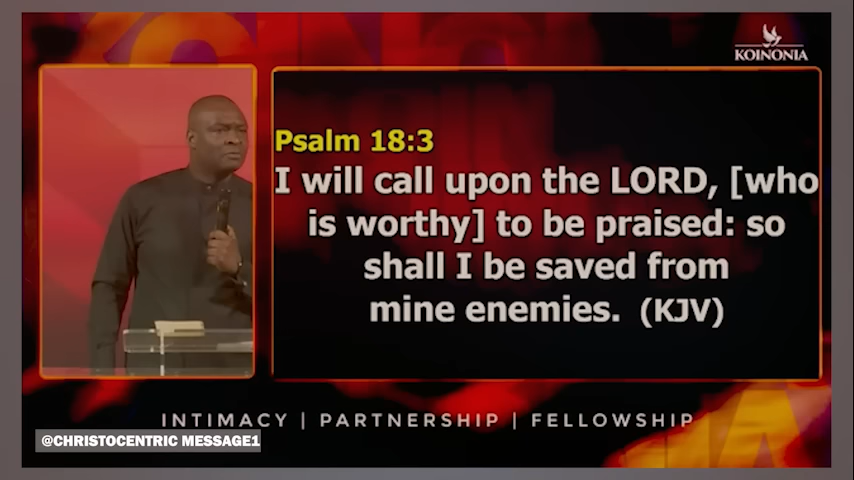 KOINONIA
Psalm 18:3
I will call upon the LORD, [who
is worthy] to be praised: so
shall I be saved from
mine enemies. (KJV)
INTIMACY | PARTNERSHIP | FELLOWSHIP
@CHRISTOCENTRIC MESSAGE1